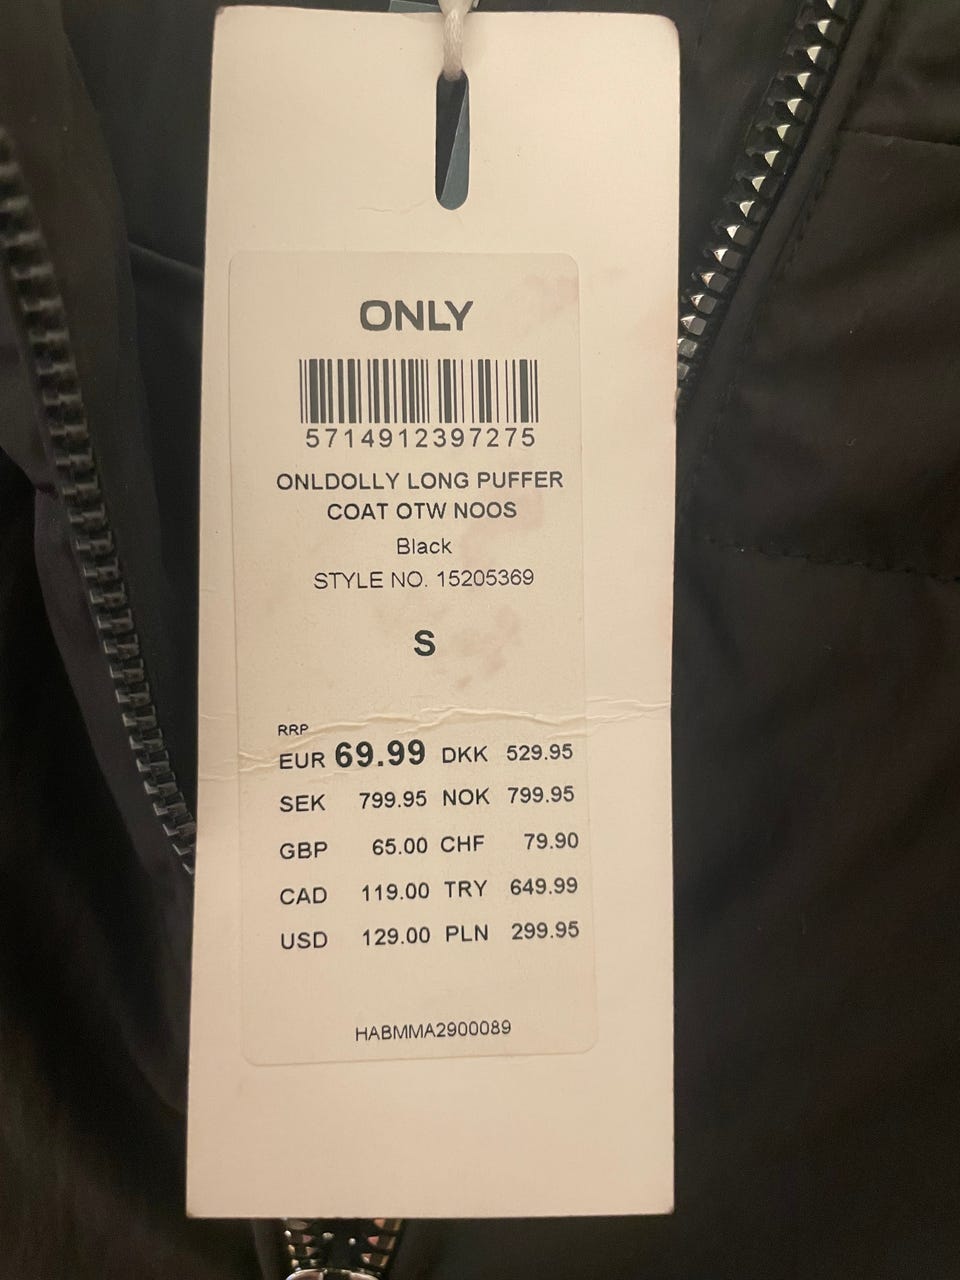 ONLY
5714912397275
ONLDOLLY LONG PUFFER
COAT OTW NOOS
Black
STYLE NO. 15205369
S
RRP
EUR 69.99 DKK 529.95
SEK 799.95 NOK 799.95
GBP 65.00 CHF 79.90
CAD 119.00 TRY 649.99
USD 129.00 PLN 299.95
HABMMA2900089